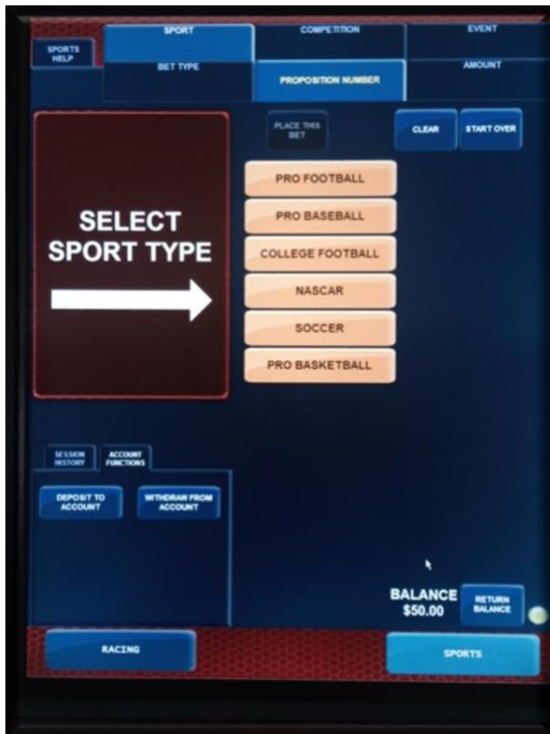 SPORT
COMPETITION
EVENT
SPORTS
HELP
BET TYPE
PROPOSITION NUMBER
AMOUNT
PLACE THIS
BET
CLEAR
START OVER
SELECT
SPORT TYPE
PRO FOOTBALL
PRO BASEBALL
COLLEGE FOOTBALL
NASCAR
SOCCER
PRO BASKETBALL
SESSION
HISTORY
ACCOUNT
FUNCTIONS
DEPOSIT TO
ACCOUNT
WITHDRAW FROM
ACCOUNT
BALANCE
$50.00
RETURN
BALANCE
RACING
SPORTS